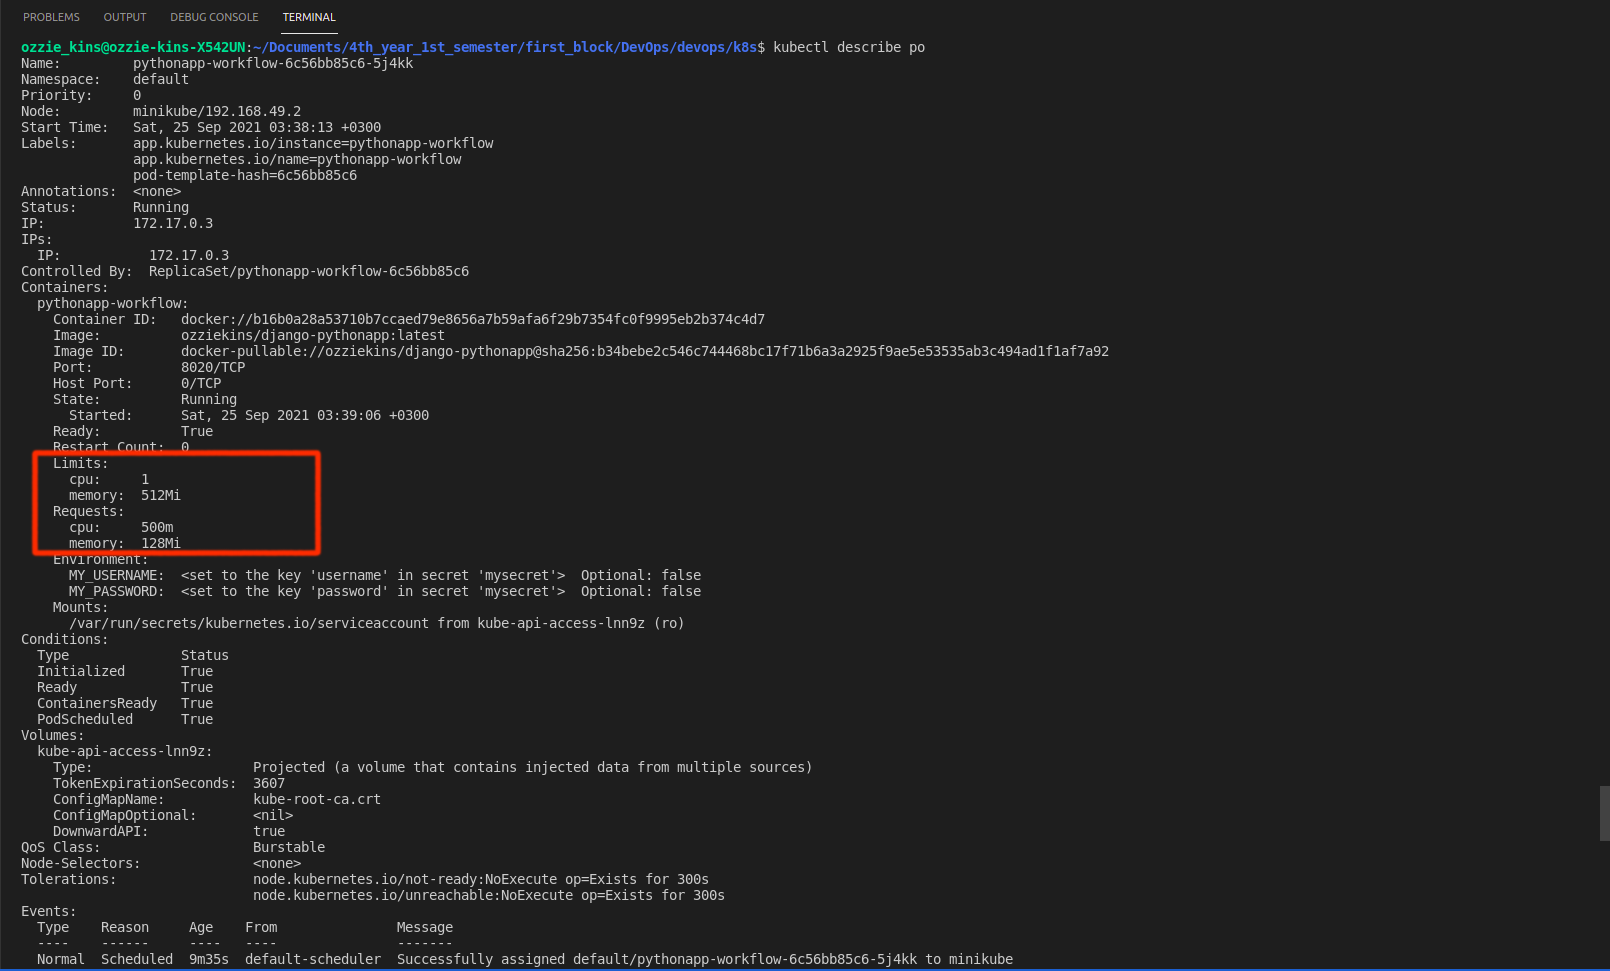 PROBLEMS OUTPUT DEBUG CONSOLE TERMINAL
ozzie_kins@ozzie-kins-X542UN:~/Documents/4th_year_1st_semester/first_block/DevOps/devops/k8s$ kubectl describe po
Name: pythonapp-workflow-6c56bb85c6-5j4kk
Namespace: default
Priority: 0
Node: minikube/192.168.49.2
Start Time: Sat, 25 Sep 2021 03:38:13 +0300
Labels: app.kubernetes.io/instance=pythonapp-workflow
app.kubernetes.io/name=pythonapp-workflow
pod-template-hash=6c56bb85c6
Annotations: <none>
Status: Running
IP: 172.17.0.3
IPs:
IP: 172.17.0.3
Controlled By: ReplicaSet/pythonapp-workflow-6c56bb85c6
Containers:
pythonapp-workflow:
Container ID: docker://b16b0a28a53710b7ccaed79e8656a7b59afa6f29b7354fc0f9995eb2b374c4d7
Image: ozziekins/django-pythonapp:latest
Image ID: docker-pullable://ozziekins/django-pythonapp@sha256:b34bebe2c546c744468bc17f71b6a3a2925f9ae5e53535ab3c494ad1f1af7a92
Port: 8020/TCP
Host Port: 0/TCP
State: Running
Started: Sat, 25 Sep 2021 03:39:06 +0300
Ready: True
Restart Count: 0
Limits:
cpu: 1
memory: 512Mi
Requests:
cpu: 500m
memory: 128Mi
Environment:
MY_USERNAME: <set to the key 'username' in secret 'mysecret'> Optional: false
MY_PASSWORD: <set to the key 'password' in secret 'mysecret'> Optional: false
Mounts:
/var/run/secrets/kubernetes.io/serviceaccount from kube-api-access-lnn9z (ro)
Conditions:
Type Status
Initialized True
Ready True
ContainersReady True
PodScheduled True
Volumes:
kube-api-access-lnn9z:
Type: Projected (a volume that contains injected data from multiple sources)
TokenExpirationSeconds: 3607
ConfigMapName: kube-root-ca.crt
ConfigMapOptional: <nil>
DownwardAPI: true
QoS Class: Burstable
Node-Selectors: <none>
Tolerations: node.kubernetes.io/not-ready:NoExecute op=Exists for 300s
node.kubernetes.io/unreachable:NoExecute op=Exists for 300s
Events:
Type Reason Age From Message
---- ------ ---- ---- -------
Normal Scheduled 9m35s default-scheduler Successfully assigned default/pythonapp-workflow-6c56bb85c6-5j4kk to minikube